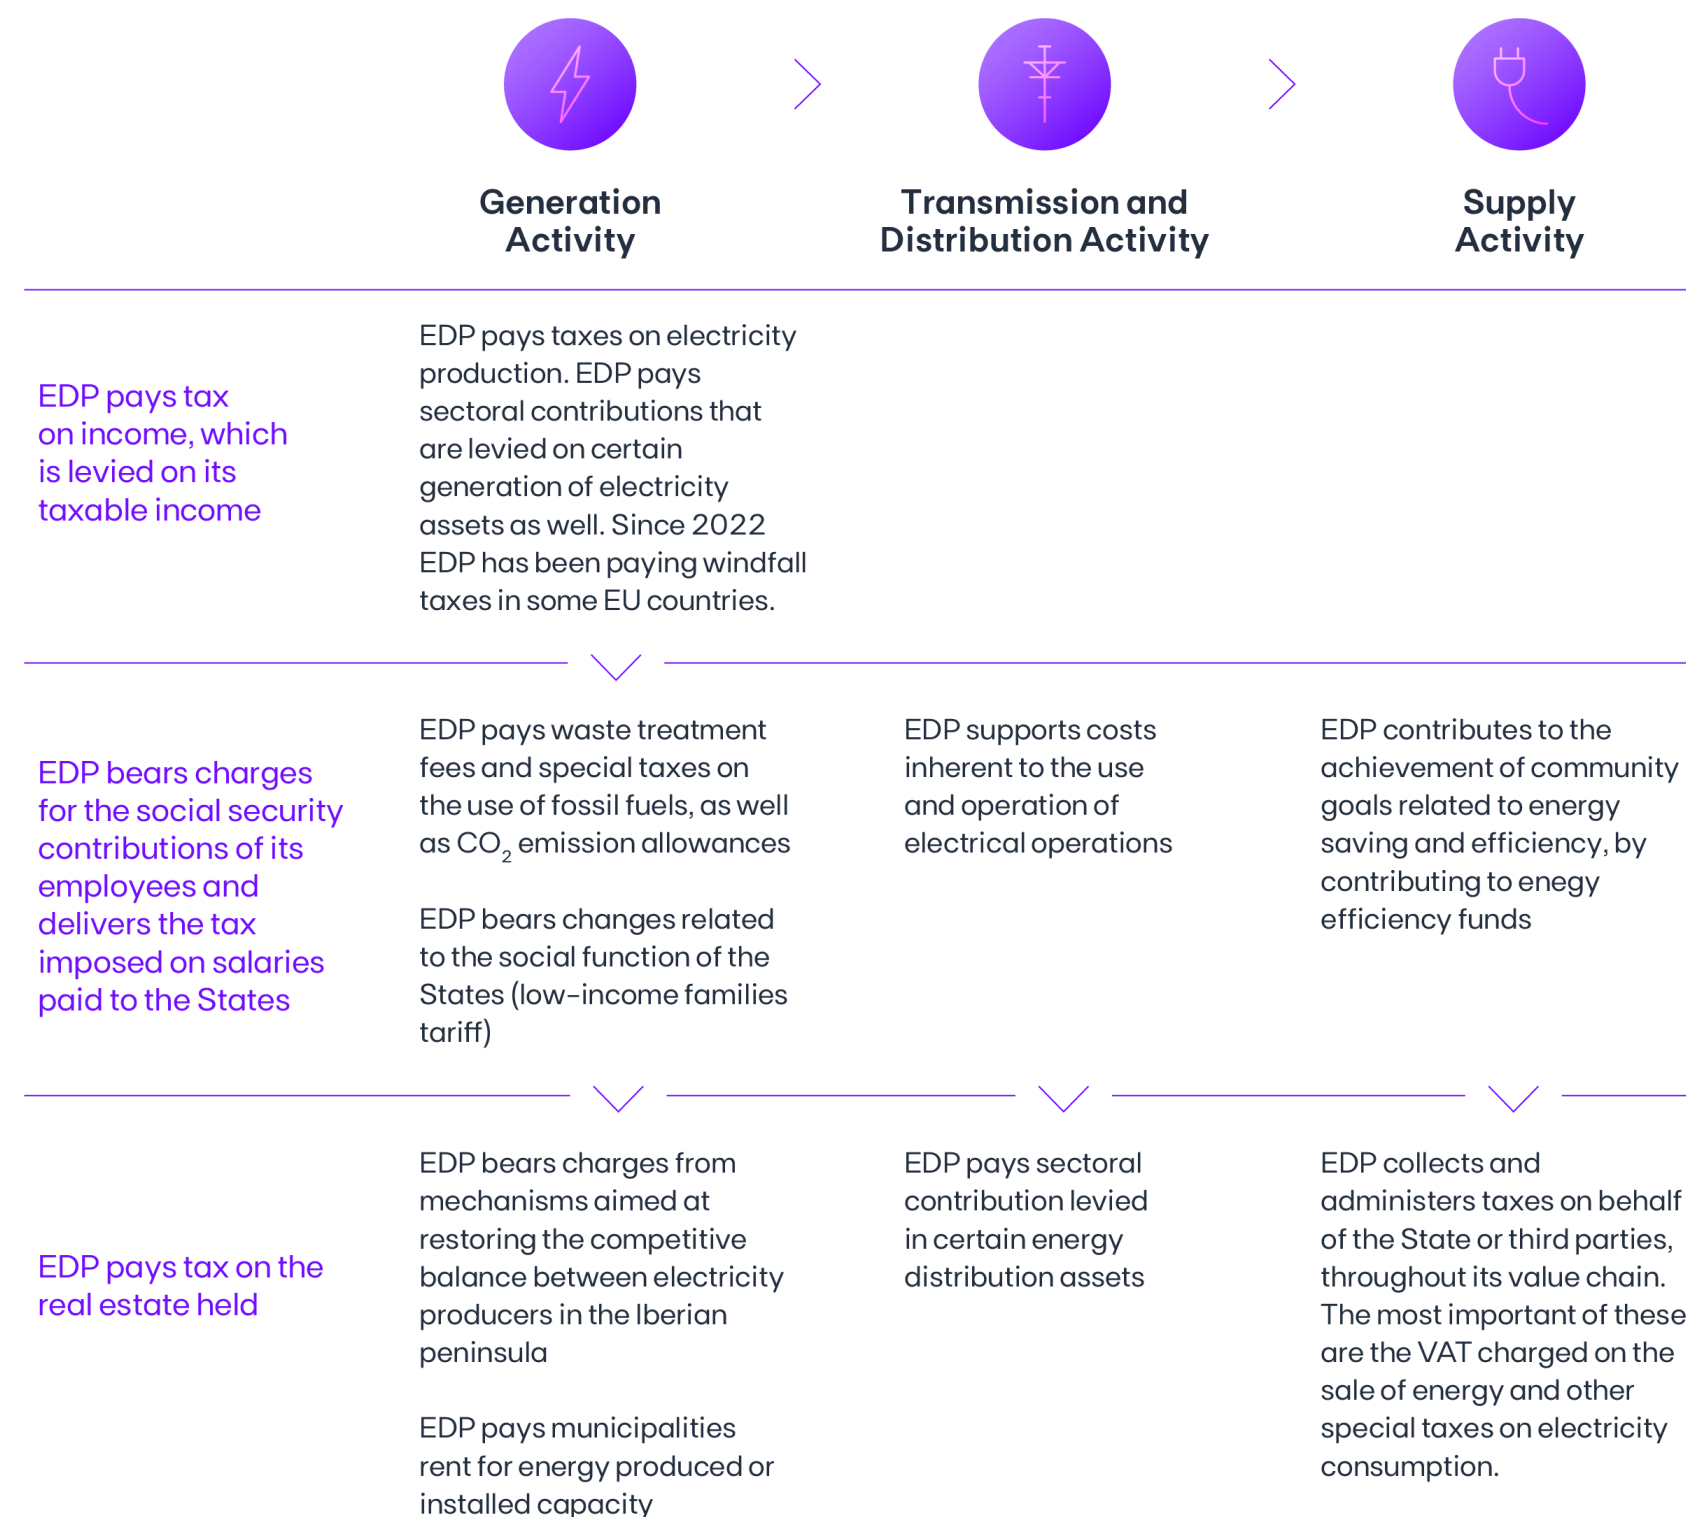 Generation
Activity
Transmission and
Distribution Activity
Supply
Activity
EDP pays tax
on income, which
is levied on its
taxable income
EDP pays taxes on electricity
production. EDP pays
sectoral contributions that
are levied on certain
generation of electricity
assets as well. Since 2022
EDP has been paying windfall
taxes in some EU countries.
EDP bears charges
for the social security
contributions of its
employees and
delivers the tax
imposed on salaries
paid to the States
EDP pays waste treatment
fees and special taxes on
the use of fossil fuels, as well
as CO₂ emission allowances
EDP bears changes related
to the social function of the
States (low-income families
tariff)
EDP supports costs
inherent to the use
and operation of
electrical operations
EDP contributes to the
achievement of community
goals related to energy
saving and efficiency, by
contributing to enegy
efficiency funds
EDP pays tax on the
real estate held
EDP bears charges from
mechanisms aimed at
restoring the competitive
balance between electricity
producers in the Iberian
peninsula
EDP pays municipalities
rent for energy produced or
installed capacity
EDP pays sectoral
contribution levied
in certain energy
distribution assets
EDP collects and
administers taxes on behalf
of the State or third parties,
throughout its value chain.
The most important of these
are the VAT charged on the
sale of energy and other
special taxes on electricity
consumption.